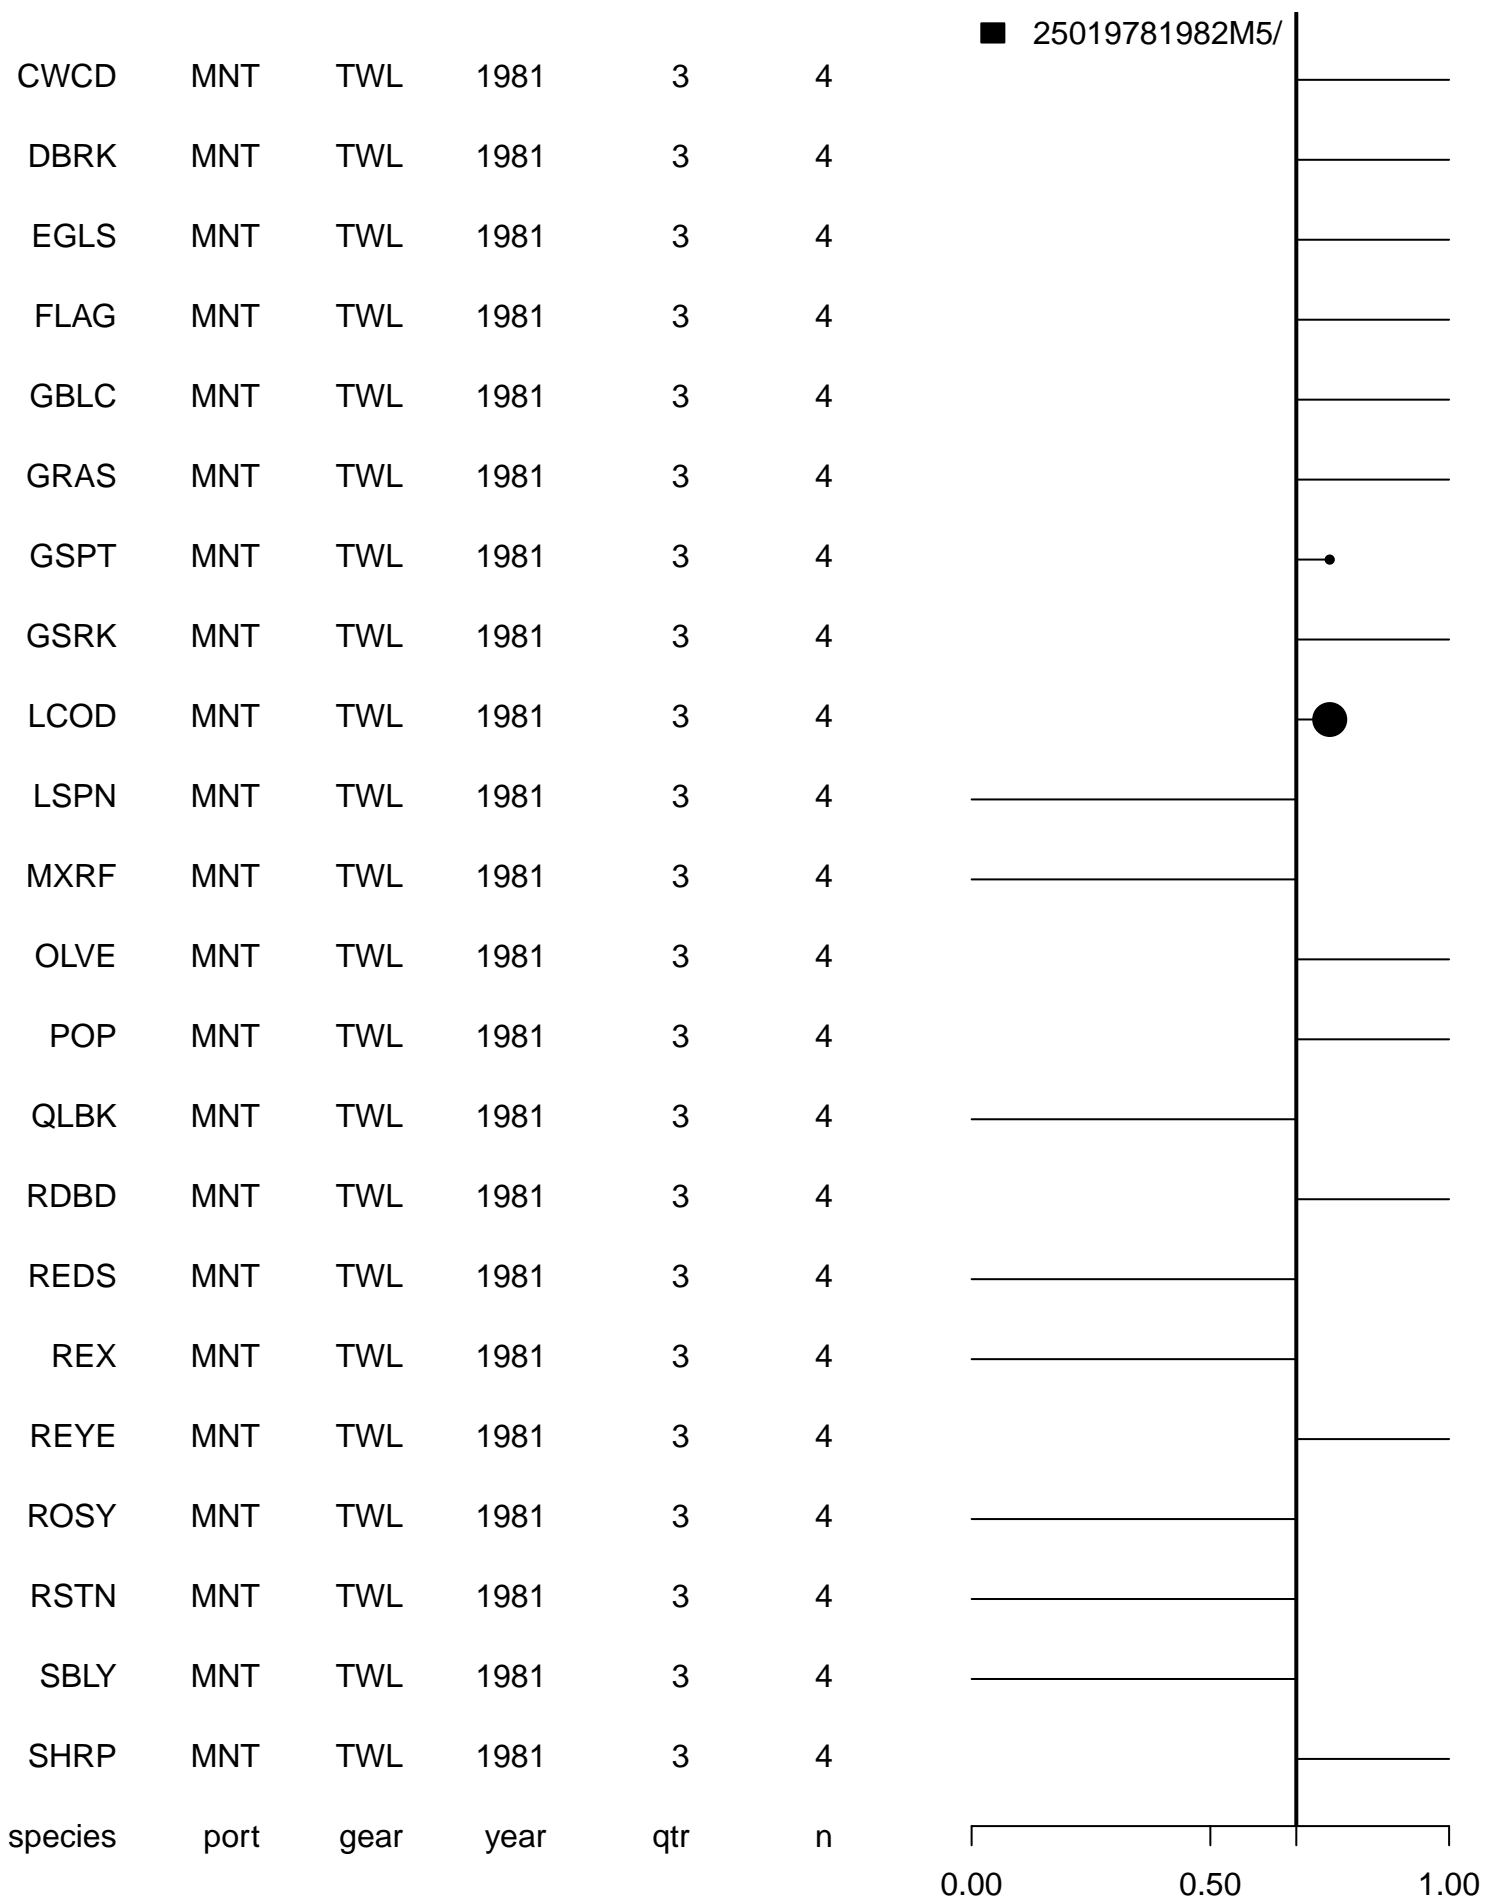 25019781982M5/
CWCD MNT TWL 1981 3 4
DBRK MNT TWL 1981 3 4
EGLS MNT TWL 1981 3 4
FLAG MNT TWL 1981 3 4
GBLC MNT TWL 1981 3 4
GRAS MNT TWL 1981 3 4
GSPT MNT TWL 1981 3 4
GSRK MNT TWL 1981 3 4
LCOD MNT TWL 1981 3 4
LSPN MNT TWL 1981 3 4
MXRF MNT TWL 1981 3 4
OLVE MNT TWL 1981 3 4
POP MNT TWL 1981 3 4
QLBK MNT TWL 1981 3 4
RDBD MNT TWL 1981 3 4
REDS MNT TWL 1981 3 4
REX MNT TWL 1981 3 4
REYE MNT TWL 1981 3 4
ROSY MNT TWL 1981 3 4
RSTN MNT TWL 1981 3 4
SBLY MNT TWL 1981 3 4
SHRP MNT TWL 1981 3 4
species port gear year qtr n
0.00 0.50 1.00